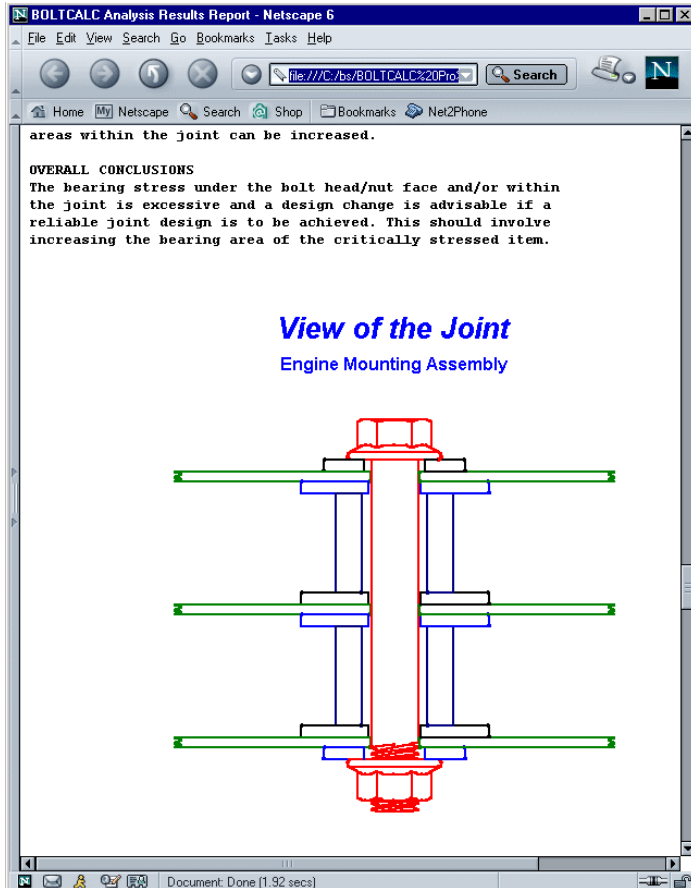 BOLTCALC Analysis Results Report - Netscape 6
File Edit View Search Go Bookmarks Tasks Help
file:///C:/bs/BOLTCALC%20Pro
Search
N
Home My Netscape Search Shop Bookmarks Net2Phone
areas within the joint can be increased.
OVERALL CONCLUSIONS
The bearing stress under the bolt head/nut face and/or within
the joint is excessive and a design change is advisable if a
reliable joint design is to be achieved. This should involve
increasing the bearing area of the critically stressed item.
View of the Joint
Engine Mounting Assembly
Document: Done (1.92 secs)